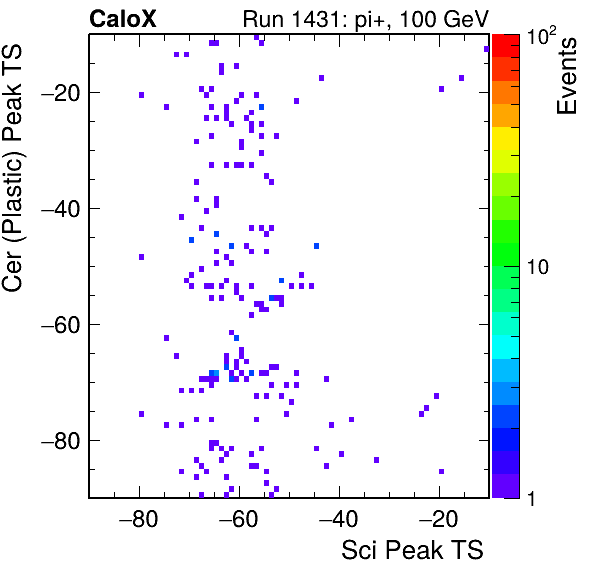 CaloX Run 1431: pi+, 100 GeV
Cer (Plastic) Peak TS
−20
−40
−60
−80
−80 −60 −40 −20
Sci Peak TS
10²
10
1
Events